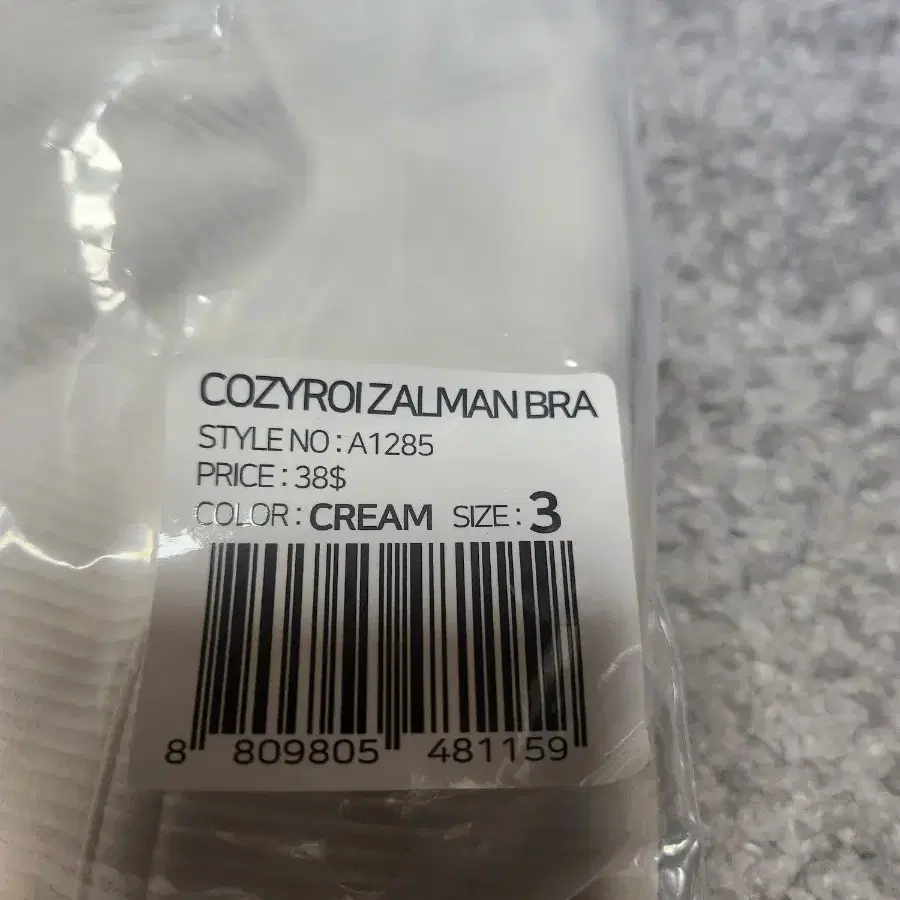 COZYROI ZALMAN BRA
STYLE NO : A1285
PRICE : 38$
COLOR : CREAM SIZE : 3
8 809805 481159